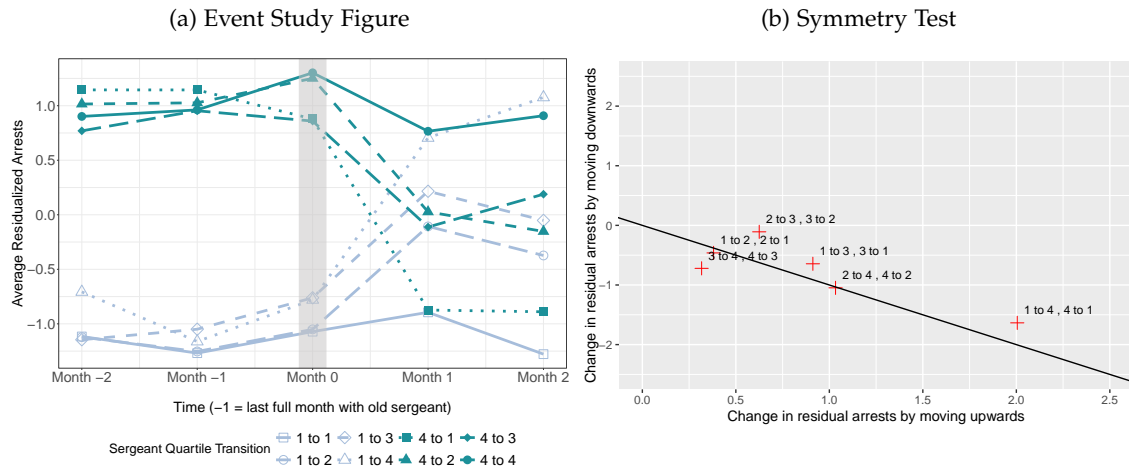 (a) Event Study Figure
Average Residualized Arrests
1.0
0.5
0.0
−0.5
−1.0
Month −2 Month −1 Month 0 Month 1 Month 2
Time (−1 = last full month with old sergeant)
Sergeant Quartile Transition
1 to 1 1 to 3 4 to 1 4 to 3
1 to 2 1 to 4 4 to 2 4 to 4
(b) Symmetry Test
Change in residual arrests by moving downwards
2
1
0
−1
−2
2 to 3 , 3 to 2
1 to 2 , 2 to 1
3 to 4 , 4 to 3
1 to 3 , 3 to 1
2 to 4 , 4 to 2
1 to 4 , 4 to 1
0.0 0.5 1.0 1.5 2.0 2.5
Change in residual arrests by moving upwards